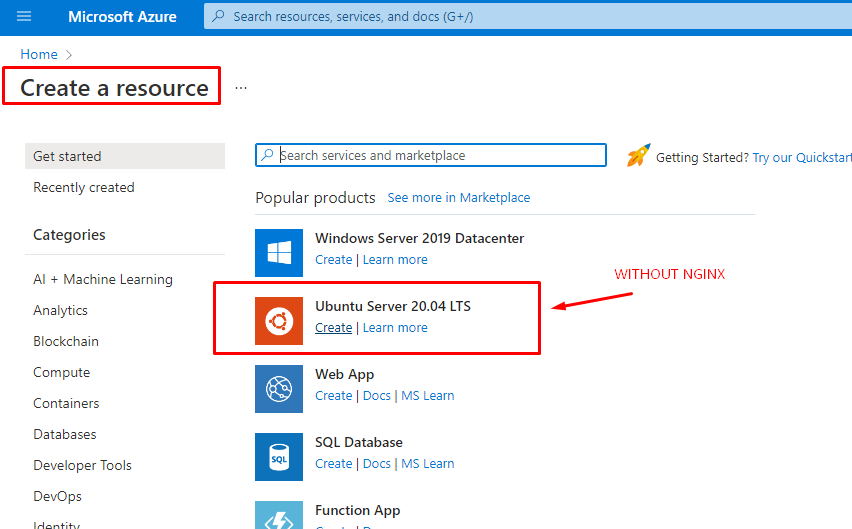 Microsoft Azure
Search resources, services, and docs (G+/)
Home >
Create a resource ...
Get started
Recently created
Categories
AI + Machine Learning
Analytics
Blockchain
Compute
Containers
Databases
Developer Tools
DevOps
Identity
Search services and marketplace
Getting Started? Try our Quickstart
Popular products See more in Marketplace
Windows Server 2019 Datacenter
Create | Learn more
WITHOUT NGINX
Ubuntu Server 20.04 LTS
Create | Learn more
Web App
Create | Docs | MS Learn
SQL
SQL Database
Create | Docs | MS Learn
Function App